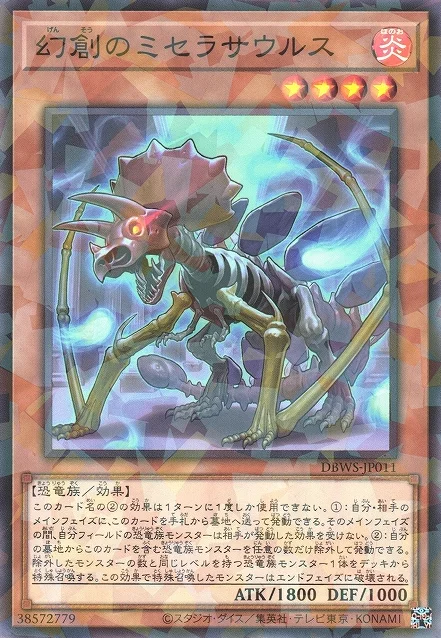 幻創のミセラサウルス
炎
DBWS-JP011
【恐竜族/効果】
このカード名の②の効果は1ターンに1度しか使用できない。①:自分・相手の
メインフェイズに、このカードを手札から墓地へ送って発動できる。そのメインフェイズ
の間、自分フィールドの恐竜族モンスターは相手が発動した効果を受けない。②:自分
の墓地からこのカードを含む恐竜族モンスターを任意の数だけ除外して発動できる。
除外したモンスターの数と同じレベルを持つ恐竜族モンスター1体をデッキから
特殊召喚する。この効果で特殊召喚したモンスターはエンドフェイズに破壊される。
ATK/1800 DEF/1000
38572779 ©スタジオ・ダイス/集英社・テレビ東京・KONAMI